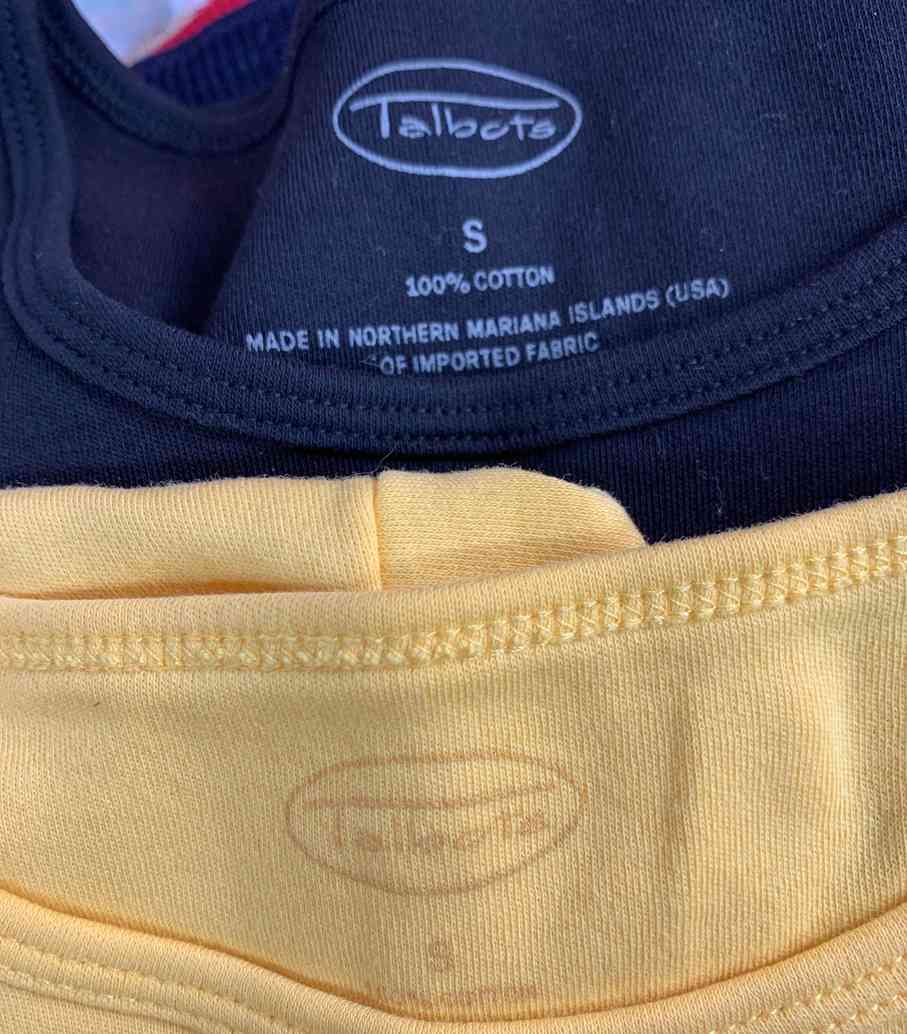 Talbots
S
100% COTTON
MADE IN NORTHERN MARIANA ISLANDS (USA)
OF IMPORTED FABRIC
Talbots
S